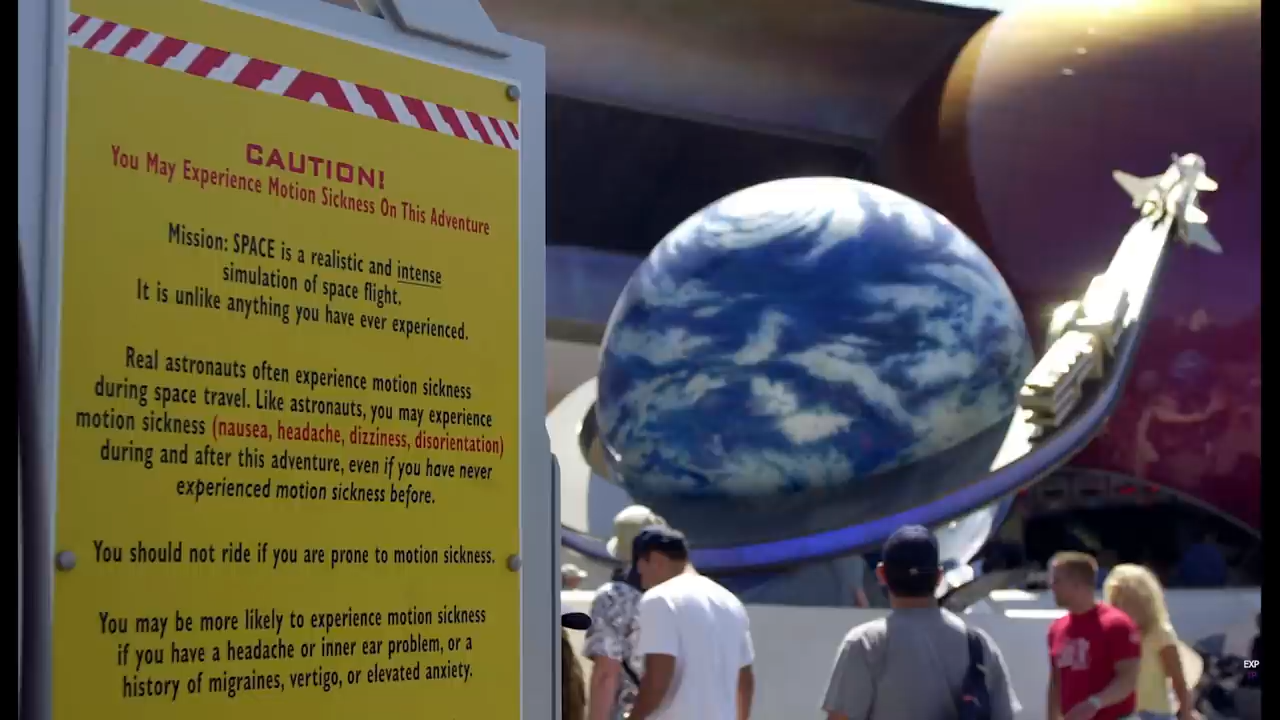 CAUTION!
You May Experience Motion Sickness On This Adventure
Mission: SPACE is a realistic and intense
simulation of space flight.
It is unlike anything you have ever experienced.
Real astronauts often experience motion sickness
during space travel. Like astronauts, you may experience
motion sickness (nausea, headache, dizziness, disorientation)
during and after this adventure, even if you have never
experienced motion sickness before.
You should not ride if you are prone to motion sickness.
You may be more likely to experience motion sickness
if you have a headache or inner ear problem, or a
history of migraines, vertigo, or elevated anxiety.
EXP